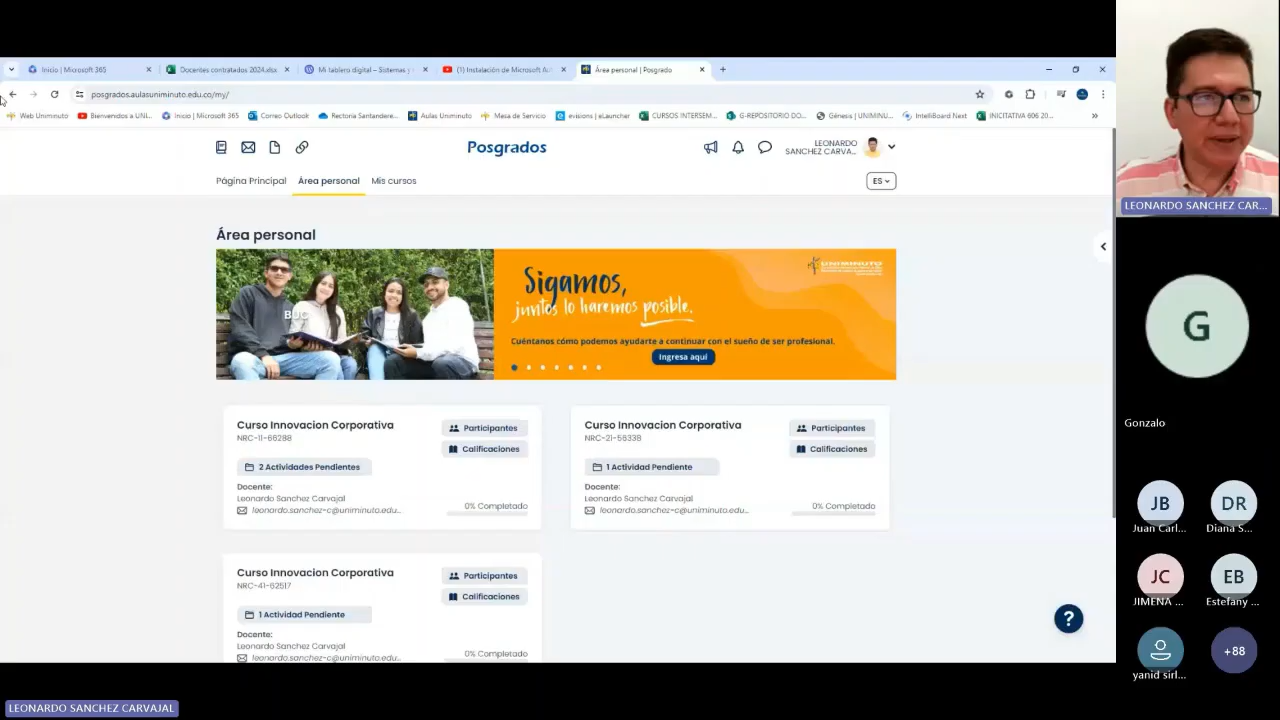 Inicio | Microsoft 365
Docentes contratados 2024.xlsx
Mi tablero digital – Sistemas y
(1) Instalación de Microsoft Au
Área personal | Posgrado
posgrados.aulasuniminuto.edu.co/my/
Web Uniminuto
Bienvenidos a UNI...
Inicio | Microsoft 365
Correo Outlook
Rectoria Santandere...
Aulas Uniminuto
Mesa de Servicio
evisions | eLauncher
CURSOS INTERSEM...
G-REPOSITORIO DO...
Génesis | UNIMINU...
IntelliBoard Next
INICITATIVA 606 20...
Posgrados
LEONARDO
SANCHEZ CARVA...
Página Principal
Área personal
Mis cursos
ES
Área personal
BUC
Sigamos,
juntos lo haremos posible.
UNIMINUTO
Cuéntanos cómo podemos ayudarte a continuar con el sueño de ser profesional.
Ingresa aquí
Curso Innovacion Corporativa
NRC-11-66288
Participantes
Calificaciones
2 Actividades Pendientes
Docente:
Leonardo Sanchez Carvajal
leonardo.sanchez-c@uniminuto.edu...
0% Completado
Curso Innovacion Corporativa
NRC-21-56338
Participantes
Calificaciones
1 Actividad Pendiente
Docente:
Leonardo Sanchez Carvajal
leonardo.sanchez-c@uniminuto.edu...
0% Completado
Curso Innovacion Corporativa
NRC-41-62517
Participantes
Calificaciones
1 Actividad Pendiente
Docente:
Leonardo Sanchez Carvajal
leonardo.sanchez-c@uniminuto.edu...
0% Completado
?
LEONARDO SANCHEZ CAR...
G
Gonzalo
JB
Juan Carl...
DR
Diana S...
JC
JIMENA ...
EB
Estefany ...
yanid sirl...
+88
LEONARDO SANCHEZ CARVAJAL